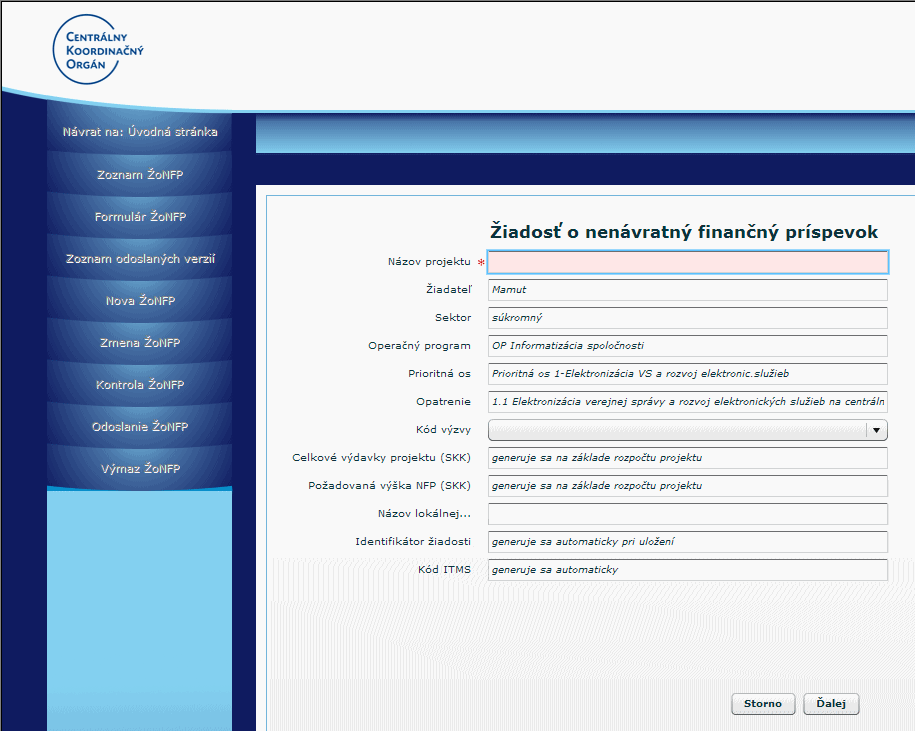 CENTRÁLNY
KOORDINAČNÝ
ORGÁN
Návrat na: Úvodná stránka
Zoznam ŽoNFP
Formulár ŽoNFP
Zoznam odoslaných verzií
Nova ŽoNFP
Zmena ŽoNFP
Kontrola ŽoNFP
Odoslanie ŽoNFP
Výmaz ŽoNFP
Žiadosť o nenávratný finančný príspevok
Názov projektu *
Žiadateľ Mamut
Sektor súkromný
Operačný program OP Informatizácia spoločnosti
Prioritná os Prioritná os 1-Elektronizácia VS a rozvoj elektronic.služieb
Opatrenie 1.1 Elektronizácia verejnej správy a rozvoj elektronických služieb na centráln
Kód výzvy
Celkové výdavky projektu (SKK) generuje sa na základe rozpočtu projektu
Požadovaná výška NFP (SKK) generuje sa na základe rozpočtu projektu
Názov lokálnej...
Identifikátor žiadosti generuje sa automaticky pri uložení
Kód ITMS generuje sa automaticky
Storno Ďalej